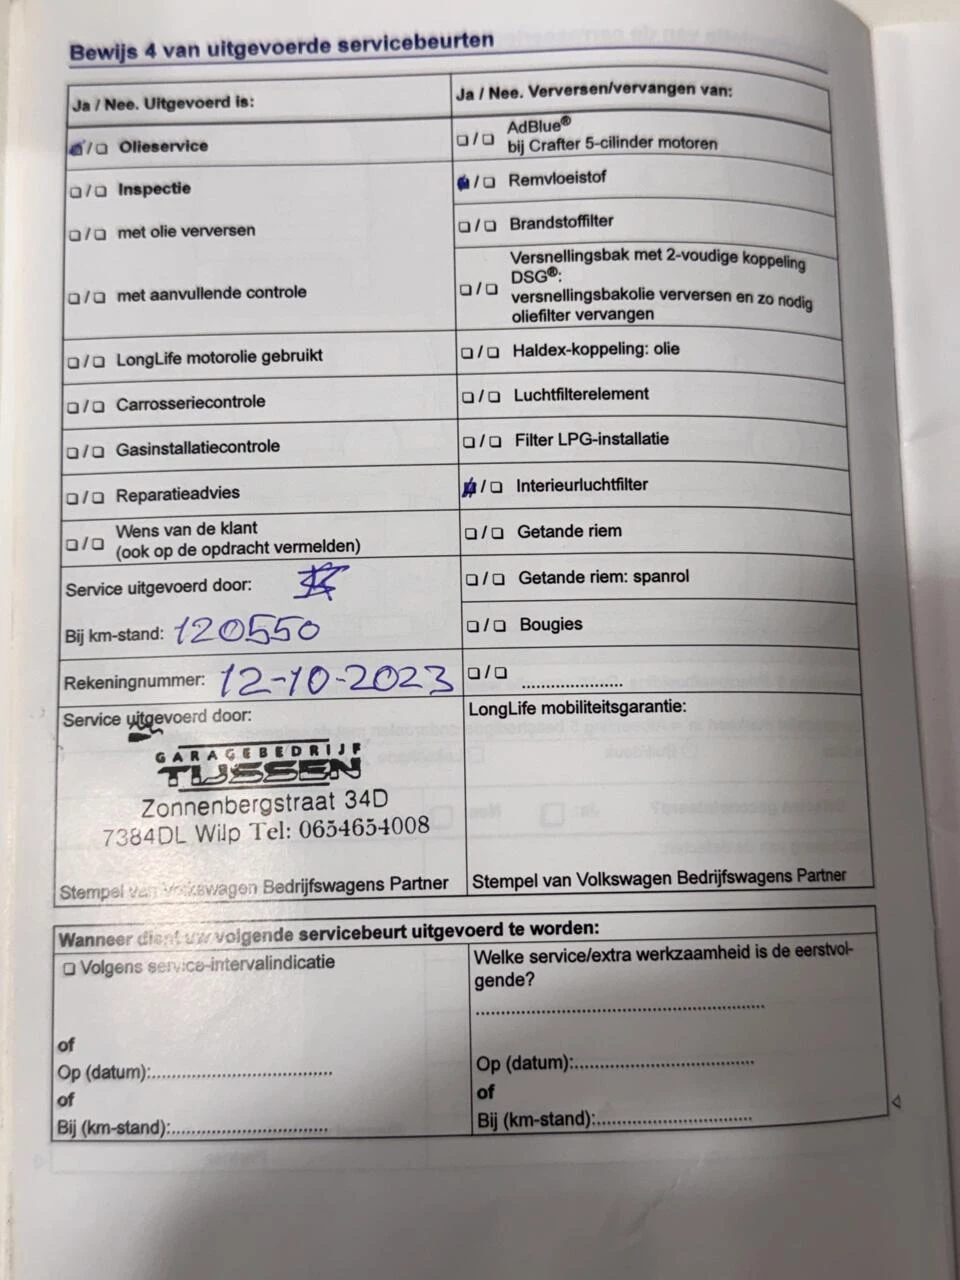 Bewijs 4 van uitgevoerde servicebeurten
Ja / Nee. Uitgevoerd is:
/ Olieservice
/ Inspectie
/ met olie verversen
/ met aanvullende controle
/ LongLife motorolie gebruikt
/ Carrosseriecontrole
/ Gasinstallatiecontrole
/ Reparatieadvies
/ Wens van de klant
(ook op de opdracht vermelden)
Service uitgevoerd door:
Bij km-stand: 120550
Rekeningnummer: 12-10-2023
Service uitgevoerd door:
GARAGEBEDRIJF
TIJSSEN
Zonnenbergstraat 34D
7384DL Wilp Tel: 0654654008
Stempel van Volkswagen Bedrijfswagens Partner
Ja / Nee. Verversen/vervangen van:
/ AdBlue®
bij Crafter 5-cilinder motoren
/ Remvloeistof
/ Brandstoffilter
/ Versnellingsbak met 2-voudige koppeling
DSG®:
versnellingsbakolie verversen en zo nodig
oliefilter vervangen
/ Haldex-koppeling: olie
/ Luchtfilterelement
/ Filter LPG-installatie
/ Interieurluchtfilter
/ Getande riem
/ Getande riem: spanrol
/ Bougies
/ .....................
LongLife mobiliteitsgarantie:
Stempel van Volkswagen Bedrijfswagens Partner
Wanneer dient uw volgende servicebeurt uitgevoerd te worden:
Volgens service-intervalindicatie
of
Op (datum):................................
of
Bij (km-stand):............................
Welke service/extra werkzaamheid is de eerstvol-
gende?
....................................................
Op (datum):................................
of
Bij (km-stand):............................